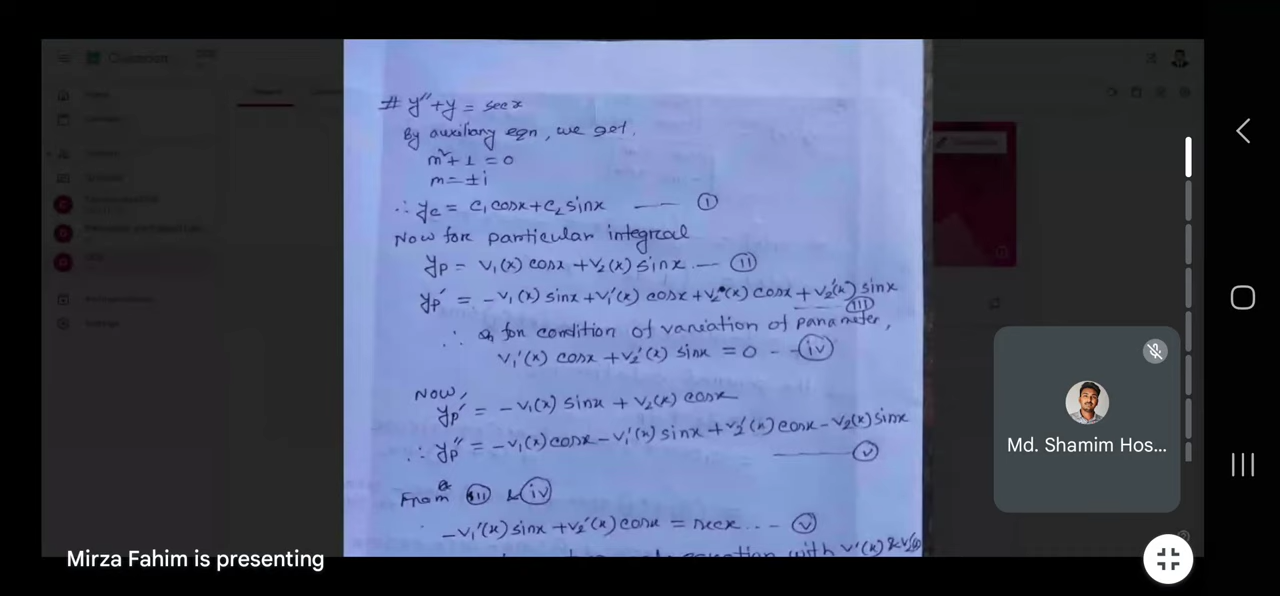 # y'' + y = sec x
By auxiliary eqn, we get.
m² + 1 = 0
m = ± i
∴ yc = c₁ cosx + c₂ sinx —— (i)
Now for particular integral
yp = v₁(x) cosx + v₂(x) sinx — (ii)
yp' = -v₁(x) sinx + v₁'(x) cosx + v₂(x) cosx + v₂'(x) sinx
—— (iii)
∴ for condition of variation of parameter,
v₁'(x) cosx + v₂'(x) sinx = 0 - - (iv)
Now,
yp' = -v₁(x) sinx + v₂(x) cosx
∴ yp'' = -v₁(x) cosx - v₁'(x) sinx + v₂'(x) cosx - v₂(x) sinx
—— (v)
From (iii) & (iv)
-v₁'(x) sinx + v₂'(x) cosx = secx .. - (v)
equation with v'(x) & v₂'(x)
Md. Shamim Hos...
Mirza Fahim is presenting